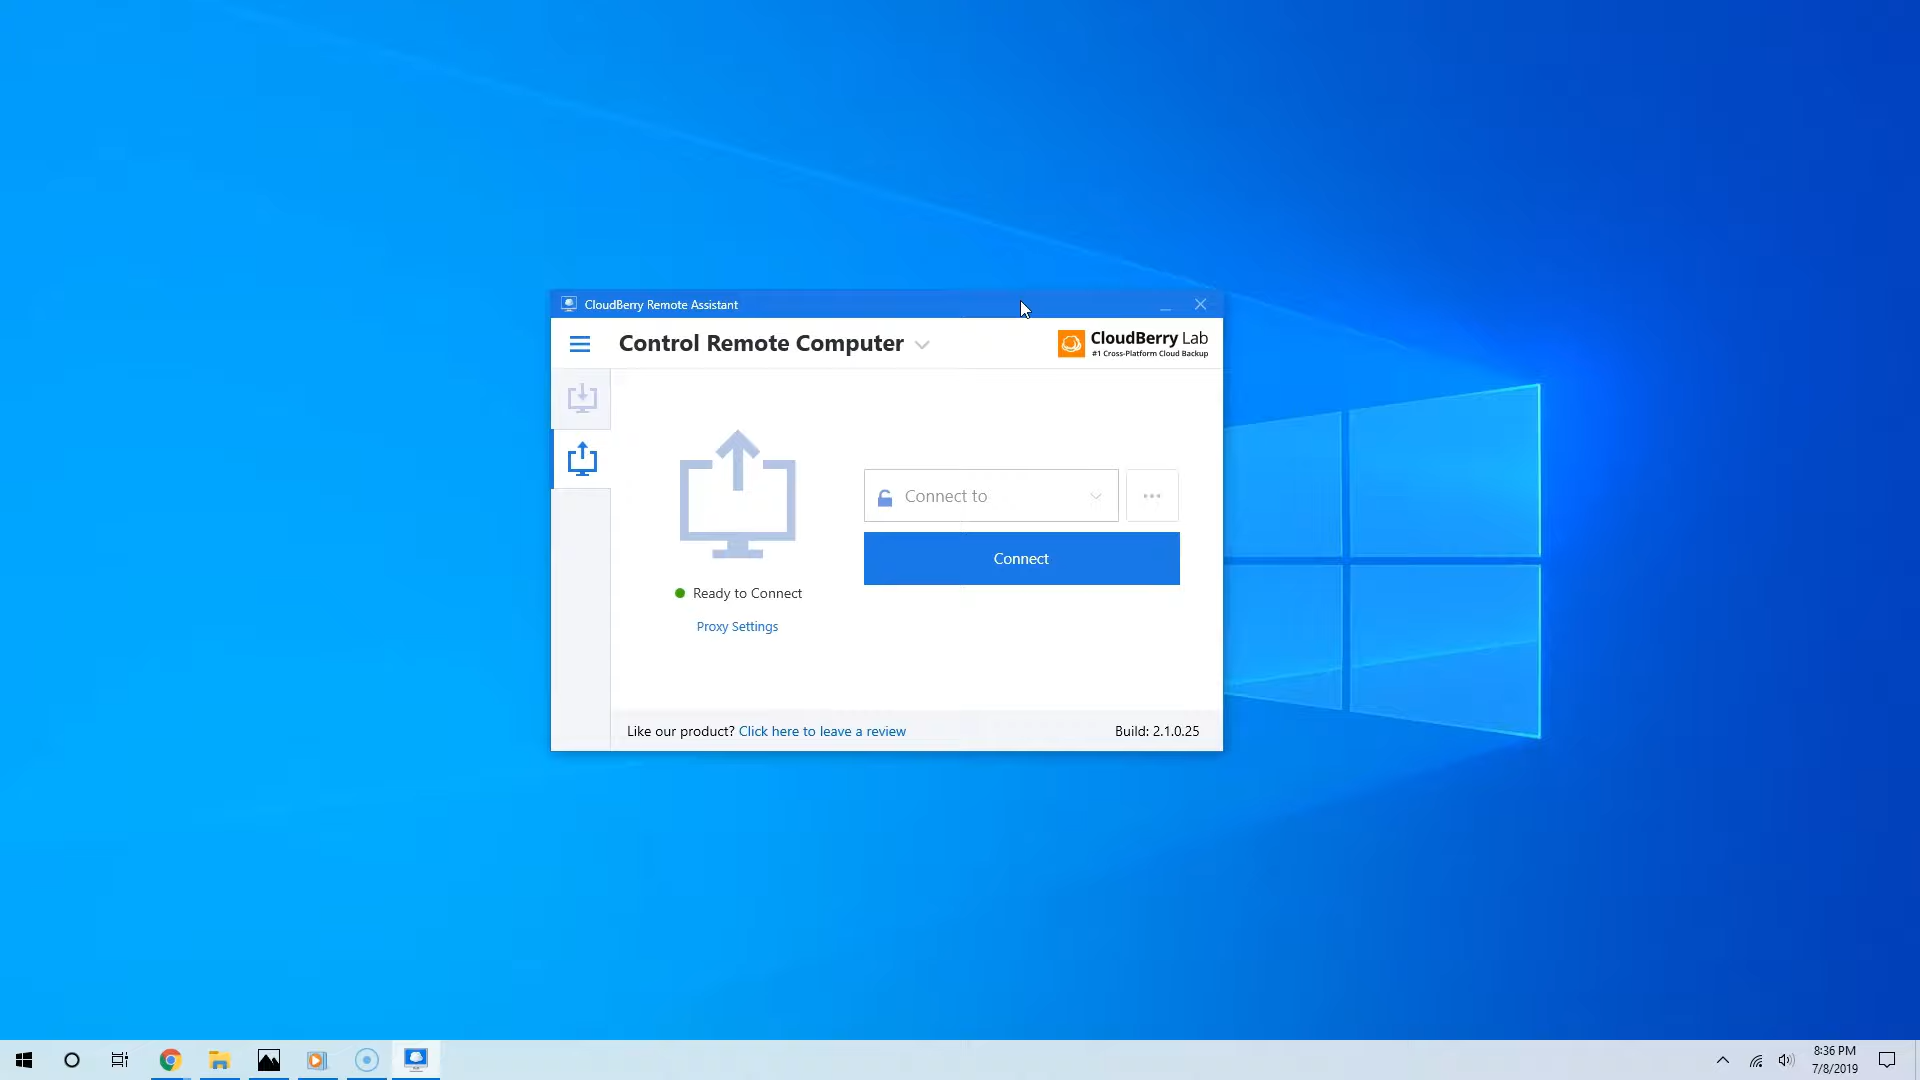 CloudBerry Remote Assistant
Control Remote Computer
CloudBerry Lab
#1 Cross-Platform Cloud Backup
Connect to
Connect
Ready to Connect
Proxy Settings
Like our product? Click here to leave a review
Build: 2.1.0.25
8:36 PM
7/8/2019